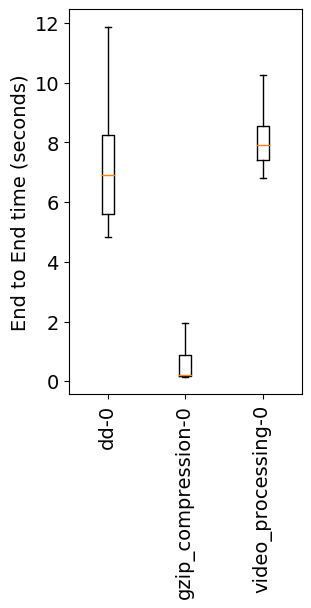 End to End time (seconds)
12
10
8
6
4
2
0
dd-0
gzip_compression-0
video_processing-0